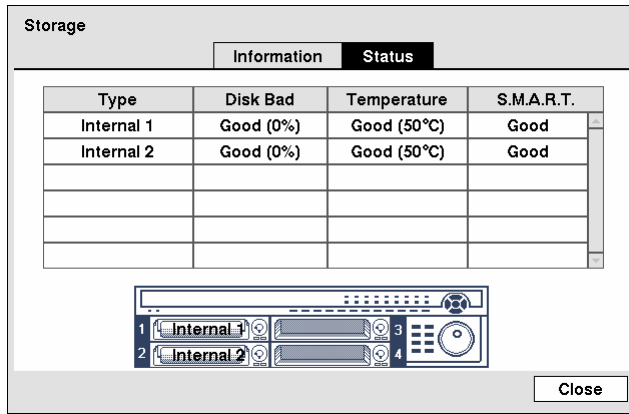 Storage
Information Status
Type Disk Bad Temperature S.M.A.R.T.
Internal 1 Good (0%) Good (50°C) Good
Internal 2 Good (0%) Good (50°C) Good
1 Internal 1 3
2 Internal 2 4
Close